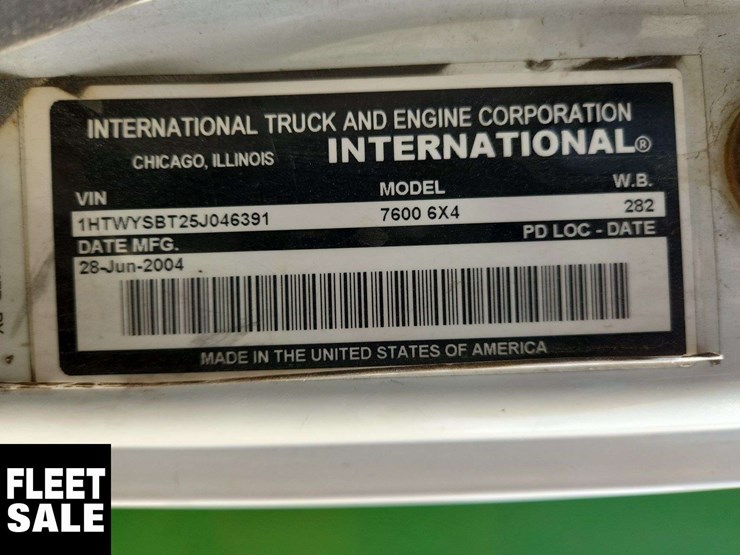 INTERNATIONAL TRUCK AND ENGINE CORPORATION
CHICAGO, ILLINOIS INTERNATIONAL®
VIN MODEL W.B.
1HTWYSBT25J046391 7600 6X4 282
DATE MFG. PD LOC - DATE
28-Jun-2004
MADE IN THE UNITED STATES OF AMERICA
FLEET
SALE